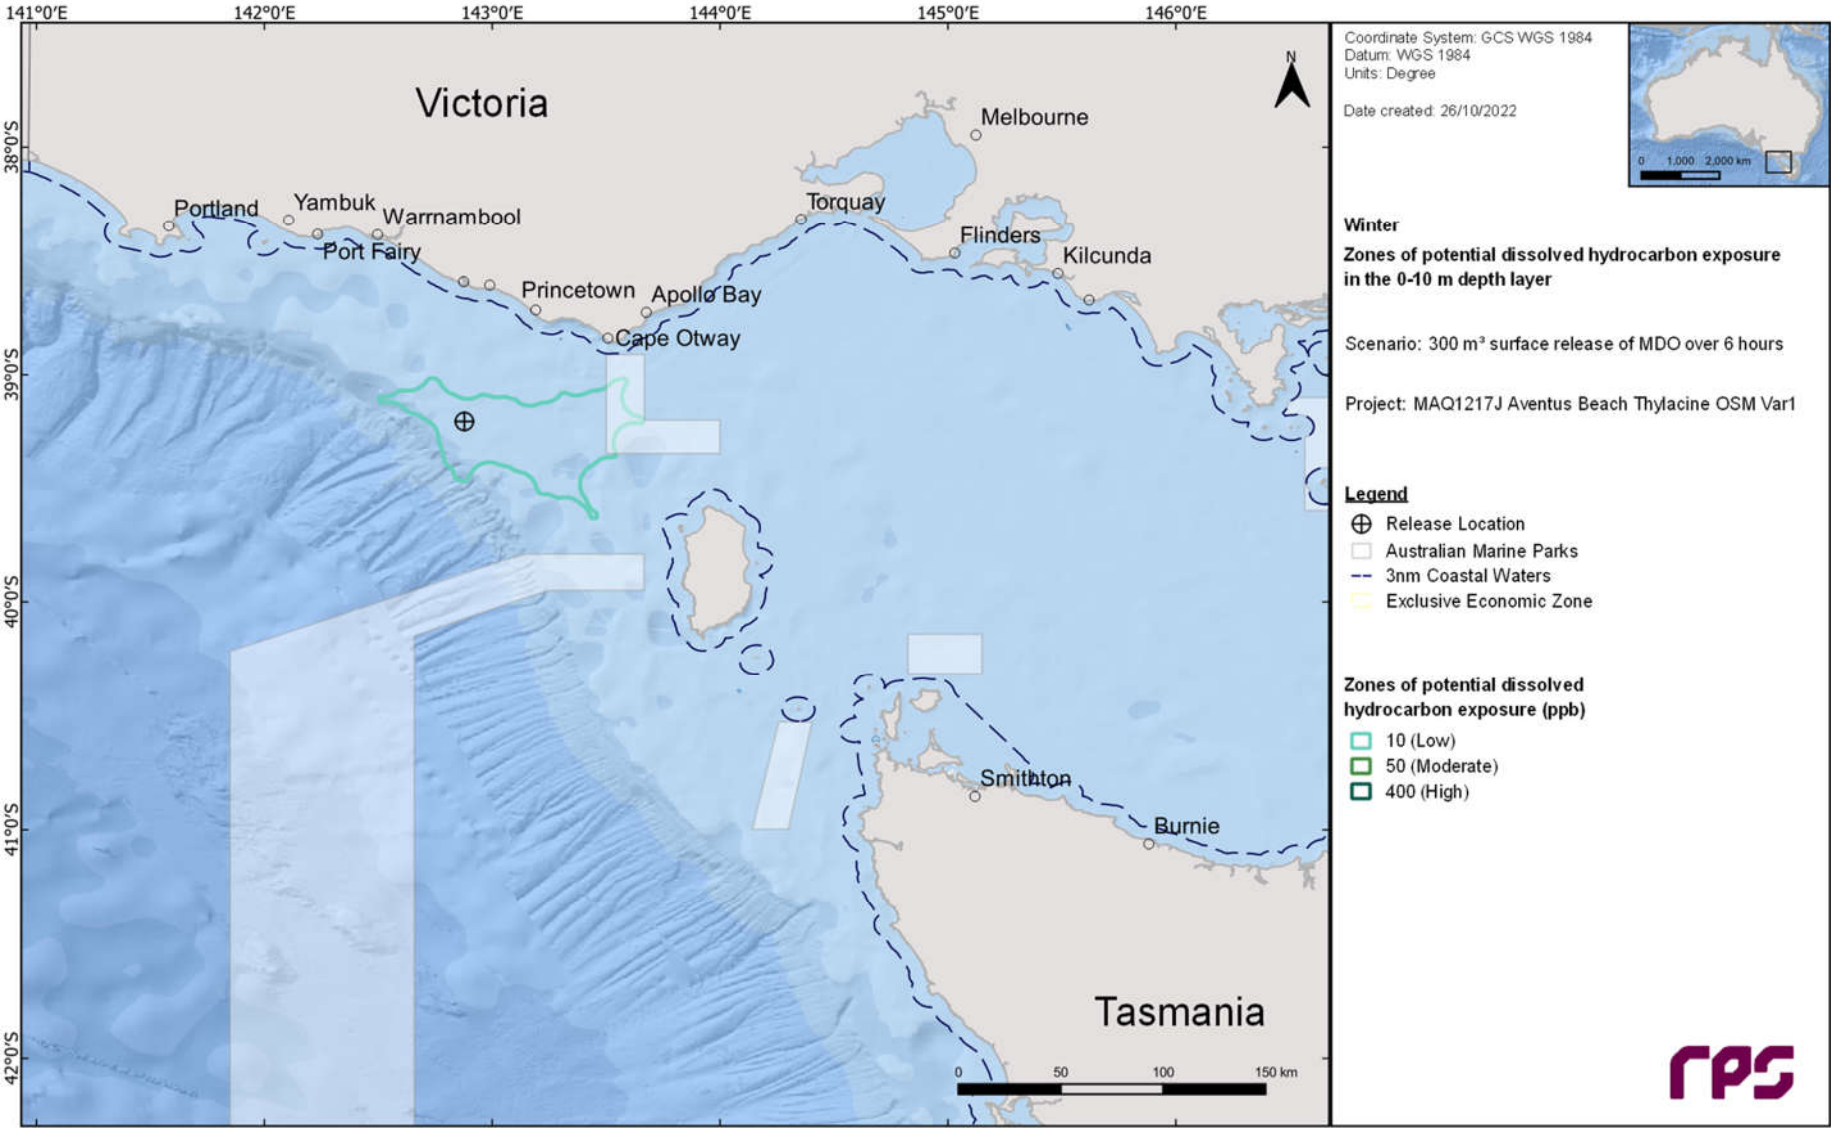 141°0'E 142°0'E 143°0'E 144°0'E 145°0'E 146°0'E
38°0'S
39°0'S
40°0'S
41°0'S
42°0'S
Victoria
N
Melbourne
Portland
Yambuk
Warrnambool
Port Fairy
Torquay
Flinders
Kilcunda
Princetown
Apollo Bay
Cape Otway
Smithton
Burnie
Tasmania
0 50 100 150 km
Coordinate System: GCS WGS 1984
Datum: WGS 1984
Units: Degree
Date created: 26/10/2022
0 1,000 2,000 km
Winter
Zones of potential dissolved hydrocarbon exposure
in the 0-10 m depth layer
Scenario: 300 m³ surface release of MDO over 6 hours
Project: MAQ1217J Aventus Beach Thylacine OSM Var1
Legend
Release Location
Australian Marine Parks
3nm Coastal Waters
Exclusive Economic Zone
Zones of potential dissolved
hydrocarbon exposure (ppb)
10 (Low)
50 (Moderate)
400 (High)
rps